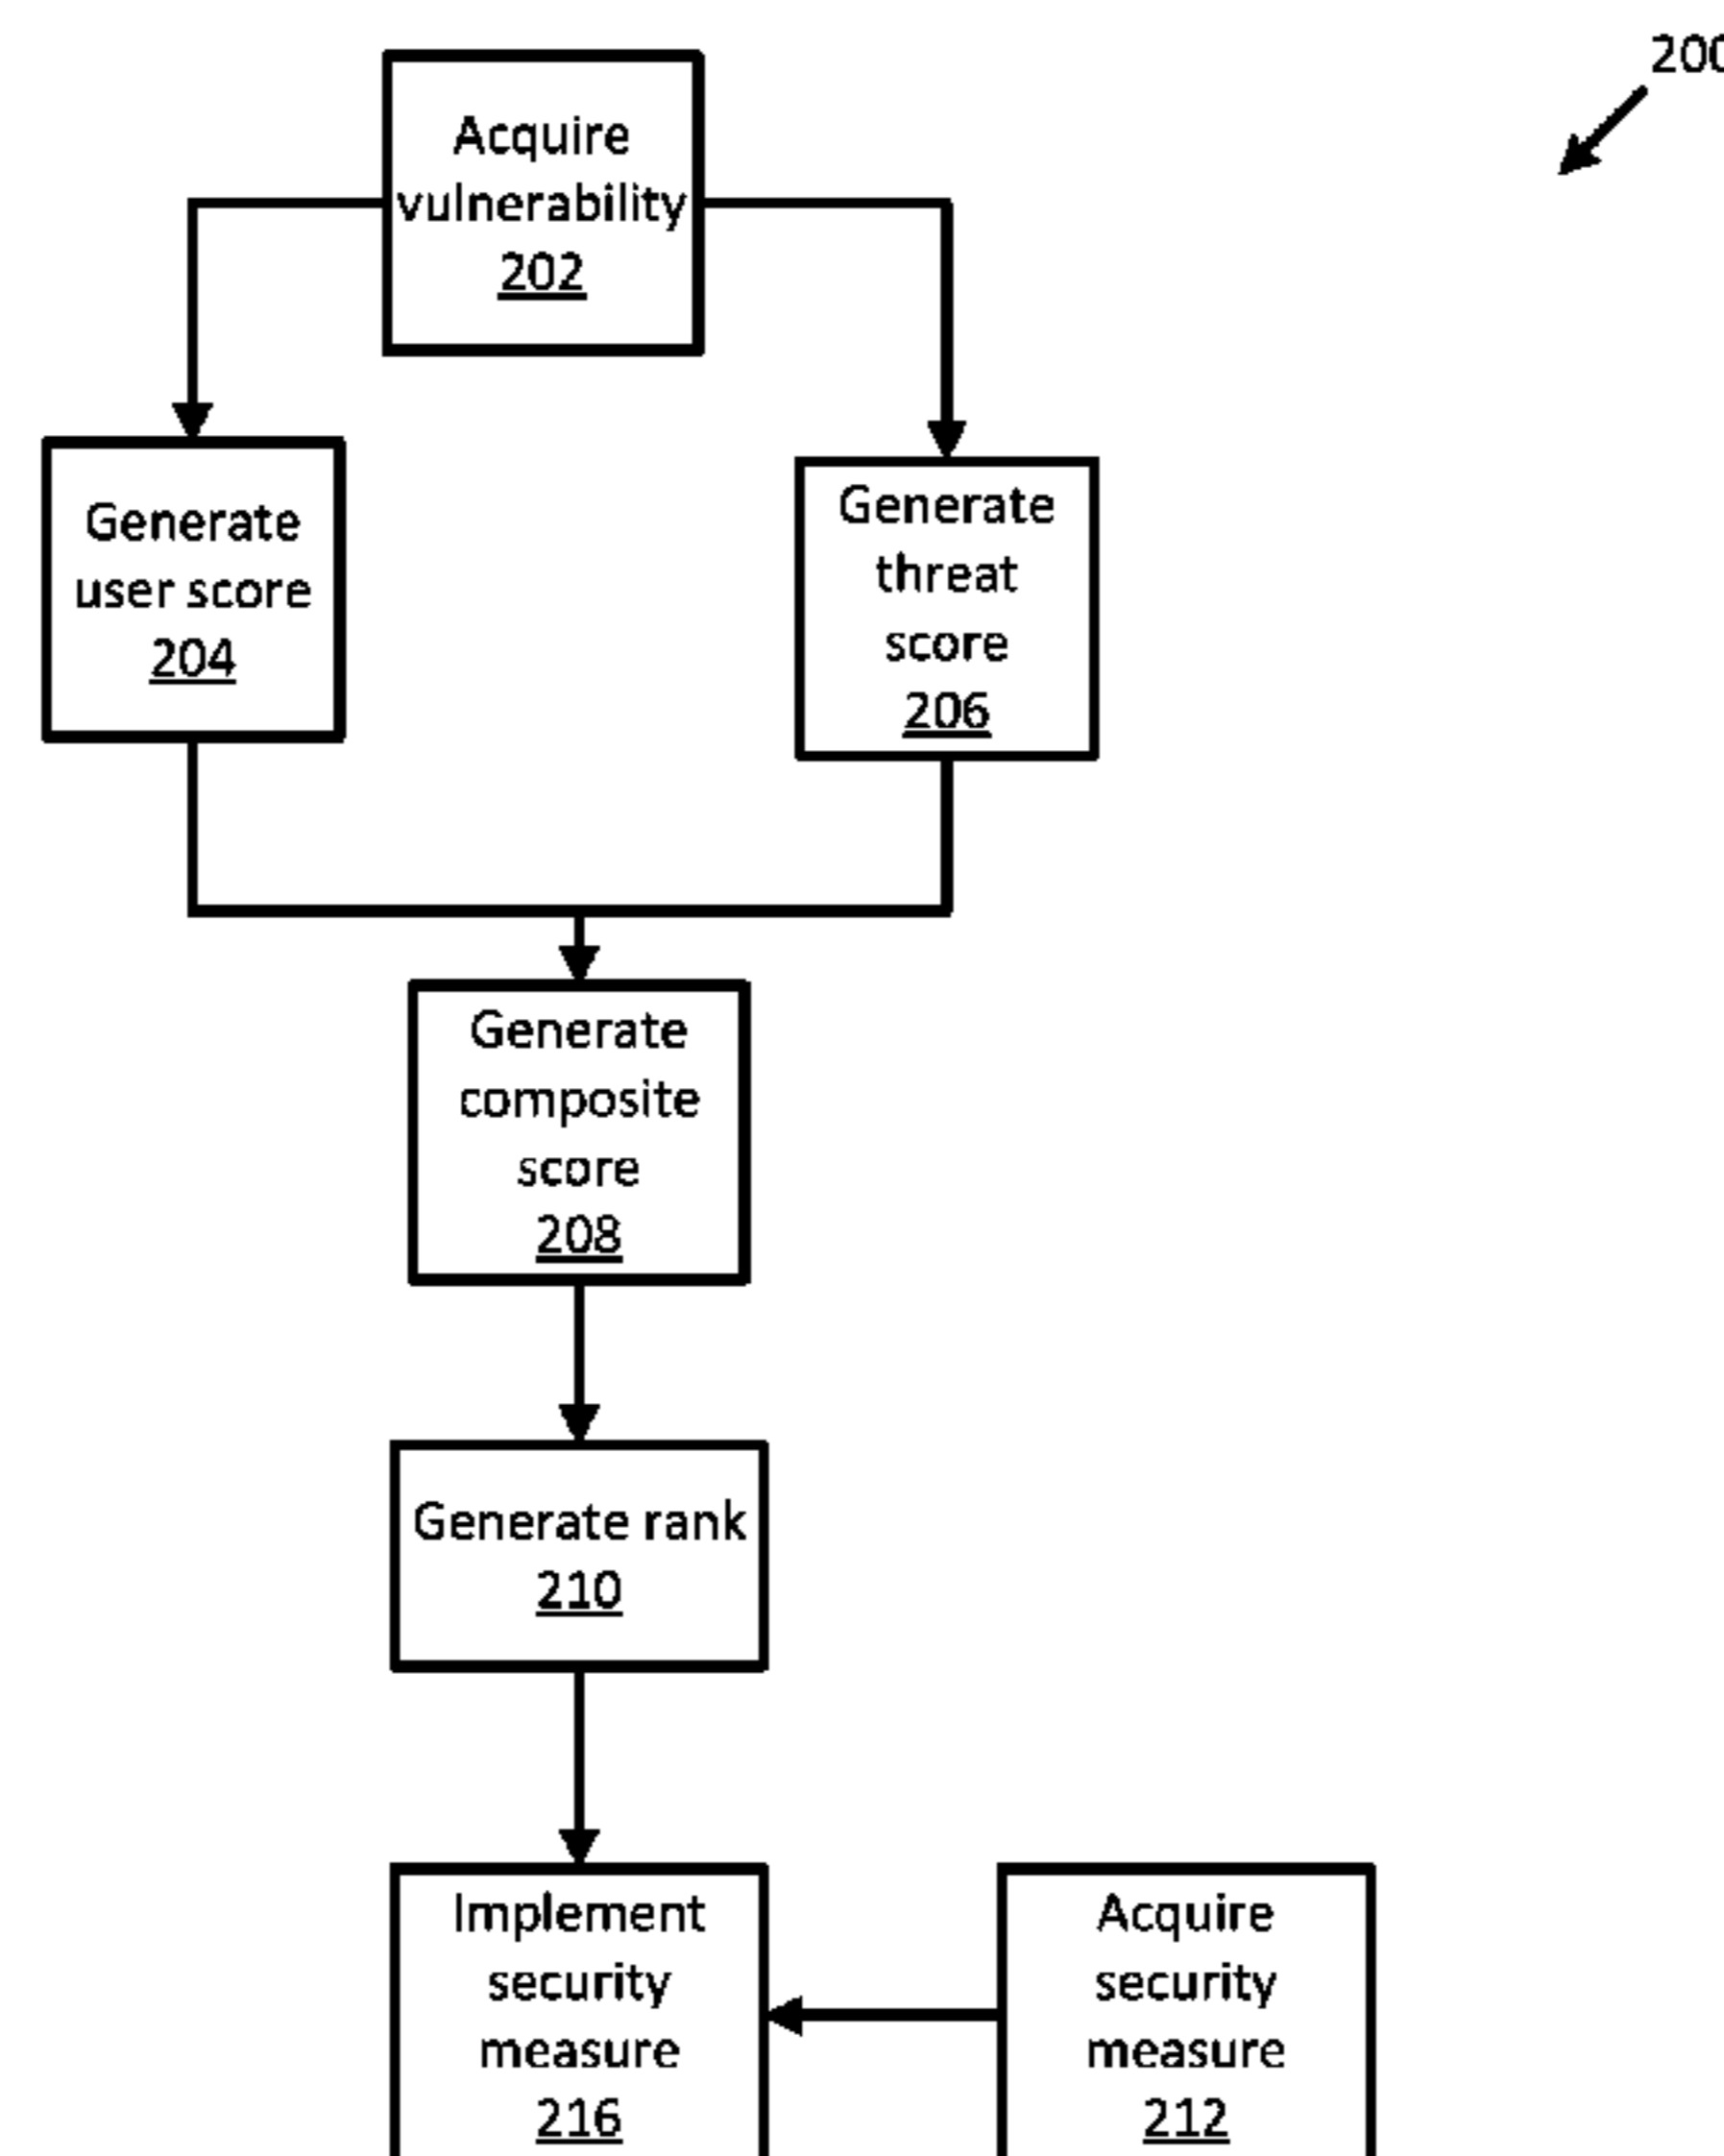 200
Acquire
vulnerability
202
Generate
user score
204
Generate
threat
score
206
Generate
composite
score
208
Generate rank
210
Implement
security
measure
216
Acquire
security
measure
212